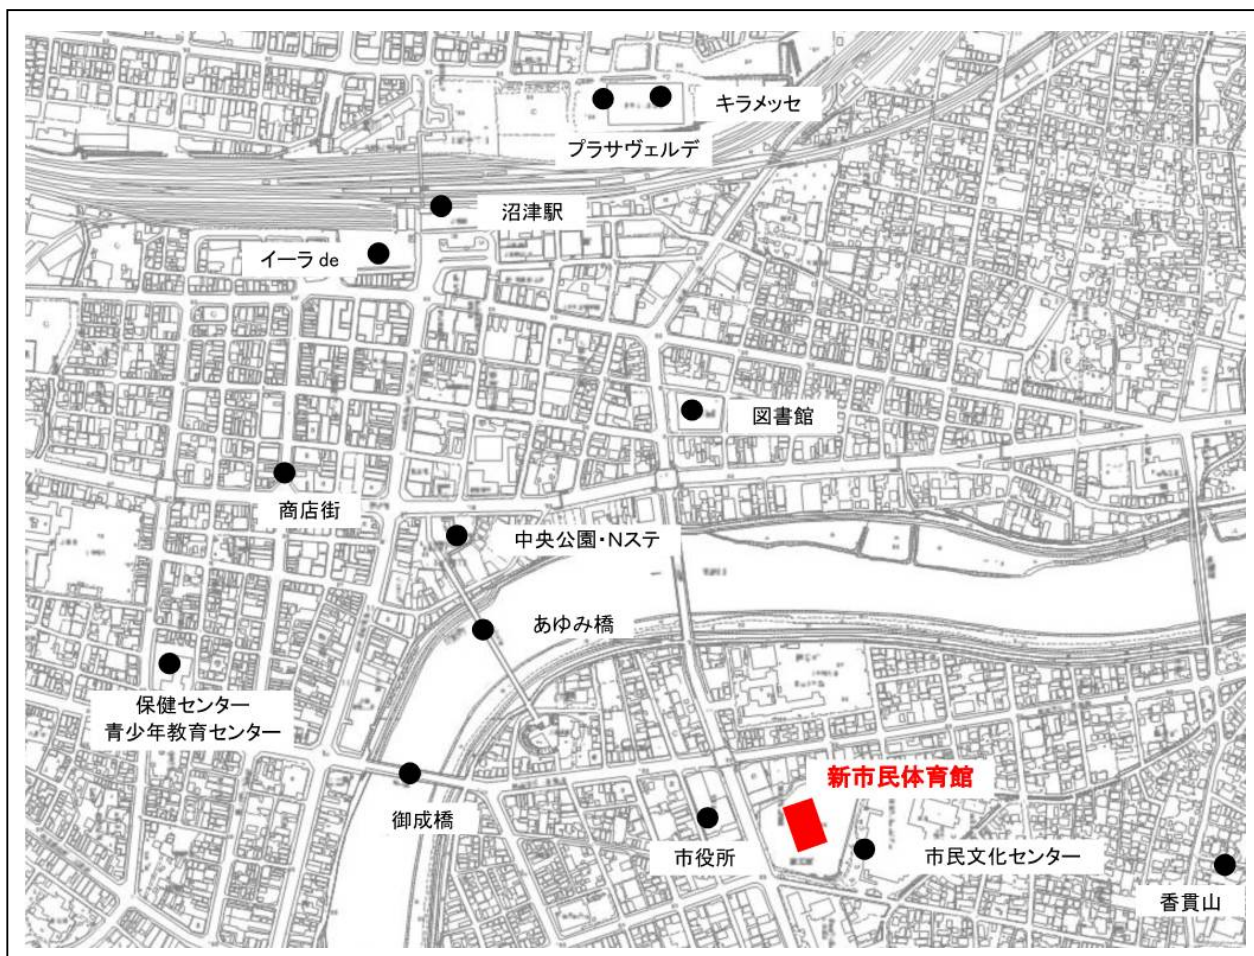 キラメッセ
プラサヴェルデ
沼津駅
イーラ de
図書館
商店街
中央公園・Nステ
あゆみ橋
保健センター
青少年教育センター
新市民体育館
御成橋
市役所
市民文化センター
香貫山